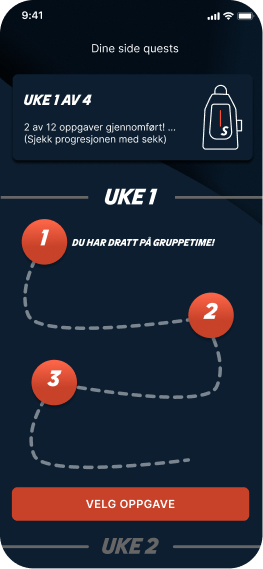 9:41
Dine side quests
UKE 1 AV 4
2 av 12 oppgaver gjennomført! ...
(Sjekk progresjonen med sekk)
S
UKE 1
1
DU HAR DRATT PÅ GRUPPETIME!
2
3
VELG OPPGAVE
UKE 2